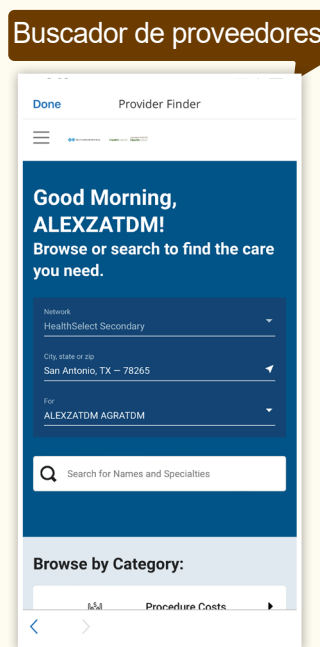 Buscador de proveedores
Done
Provider Finder
Good Morning,
ALEXZATDM!
Browse or search to find the care
you need.
Network
HealthSelect Secondary
City, state or zip
San Antonio, TX – 78265
For
ALEXZATDM AGRATDM
Search for Names and Specialties
Browse by Category:
Procedure Costs